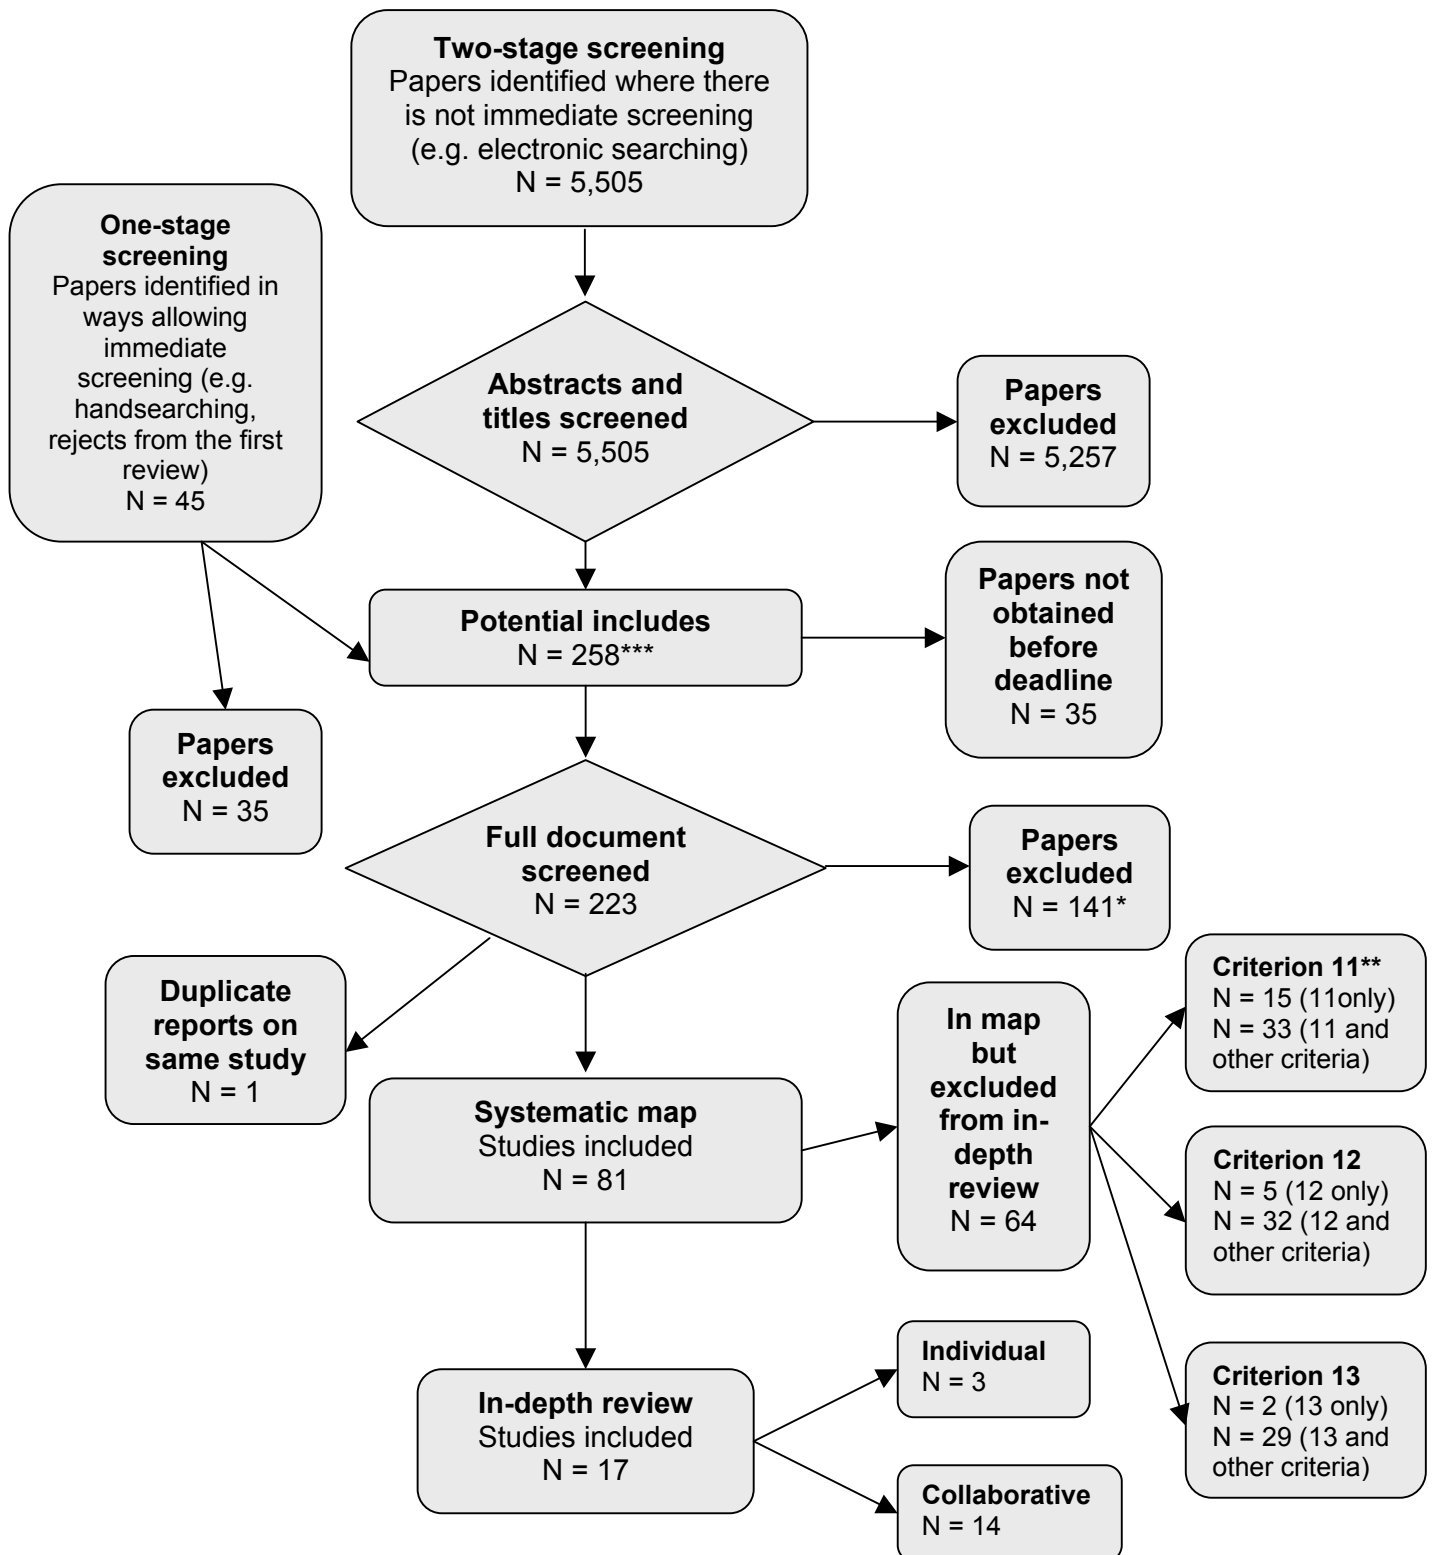 Two-stage screening
Papers identified where there
is not immediate screening
(e.g. electronic searching)
N = 5,505
One-stage
screening
Papers identified in
ways allowing
immediate
screening (e.g.
handsearching,
rejects from the first
review)
N = 45
Abstracts and
titles screened
N = 5,505
Papers
excluded
N = 5,257
Potential includes
N = 258***
Papers not
obtained
before
deadline
N = 35
Papers
excluded
N = 35
Full document
screened
N = 223
Papers
excluded
N = 141*
Duplicate
reports on
same study
N = 1
Systematic map
Studies included
N = 81
In map
but
excluded
from in-
depth
review
N = 64
Criterion 11**
N = 15 (11only)
N = 33 (11 and
other criteria)
Criterion 12
N = 5 (12 only)
N = 32 (12 and
other criteria)
Criterion 13
N = 2 (13 only)
N = 29 (13 and
other criteria)
In-depth review
Studies included
N = 17
Individual
N = 3
Collaborative
N = 14